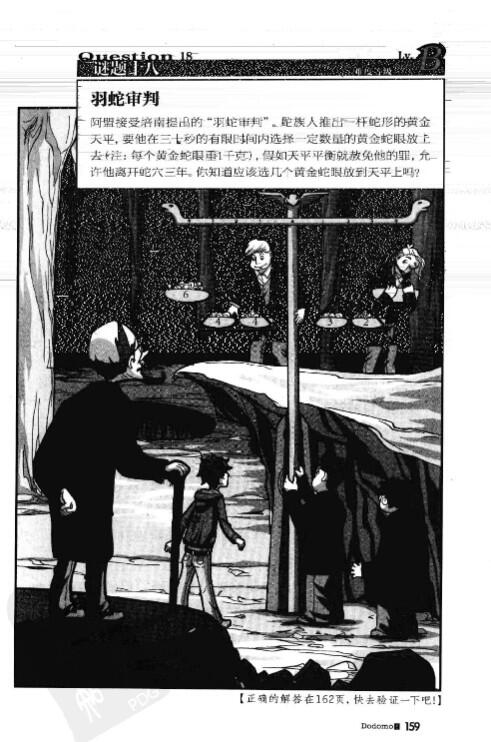 Question 18
Lv. B
谜题十八
难度等级
羽蛇审判
阿盟接受培南提出的“羽蛇审判”。舵族人推出一杆蛇形的黄金
天平，要他在三十秒的有限时间内选择一定数量的黄金蛇眼放上
去(注：每个黄金蛇眼重1千克)，假如天平平衡就赦免他的罪，允
许他离开蛇穴三年。你知道应该选几个黄金蛇眼放到天平上吗?
6
4 4 3 2
【正确的解答在162页，快去验证一下吧!】
Dodomo 159
PDG